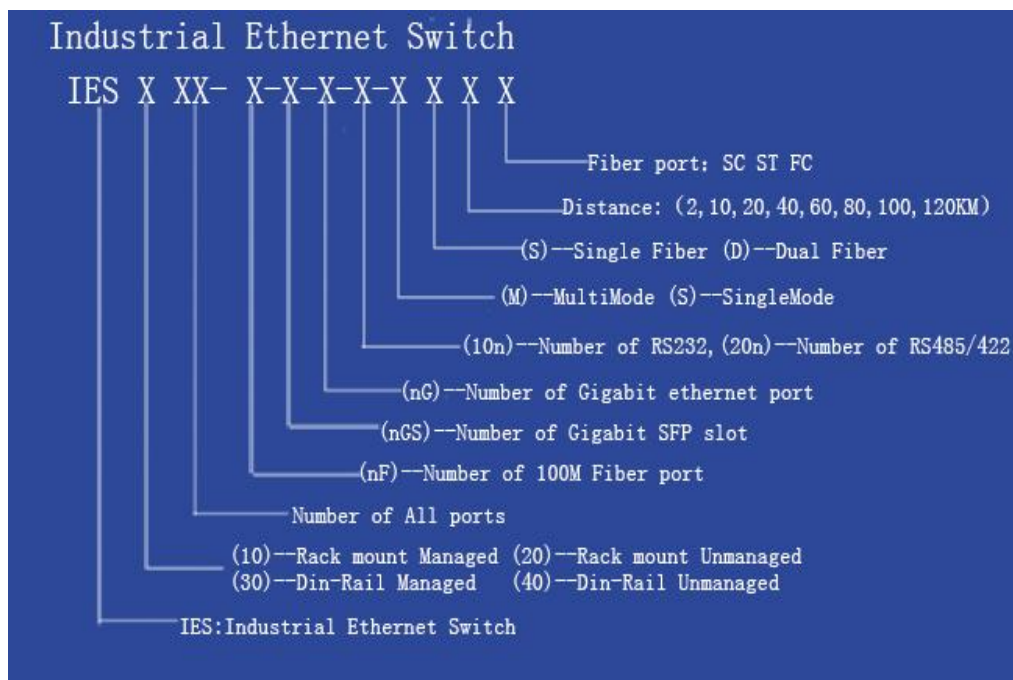 Industrial Ethernet Switch
IES X XX- X-X-X-X-X X X X
Fiber port: SC ST FC
Distance: (2,10,20,40,60,80,100,120KM)
(S)--Single Fiber (D)--Dual Fiber
(M)--MultiMode (S)--SingleMode
(10n)--Number of RS232, (20n)--Number of RS485/422
(nG)--Number of Gigabit ethernet port
(nGS)--Number of Gigabit SFP slot
(nF)--Number of 100M Fiber port
Number of All ports
(10)--Rack mount Managed (20)--Rack mount Unmanaged
(30)--Din-Rail Managed (40)--Din-Rail Unmanaged
IES:Industrial Ethernet Switch